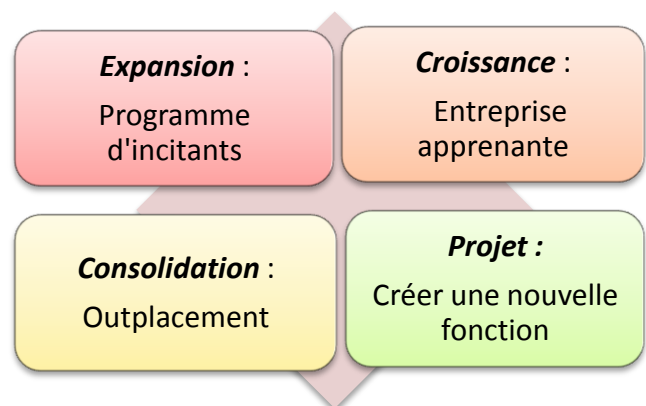 Expansion :
Programme
d'incitants
Croissance :
Entreprise
apprenante
Consolidation :
Outplacement
Projet :
Créer une nouvelle
fonction